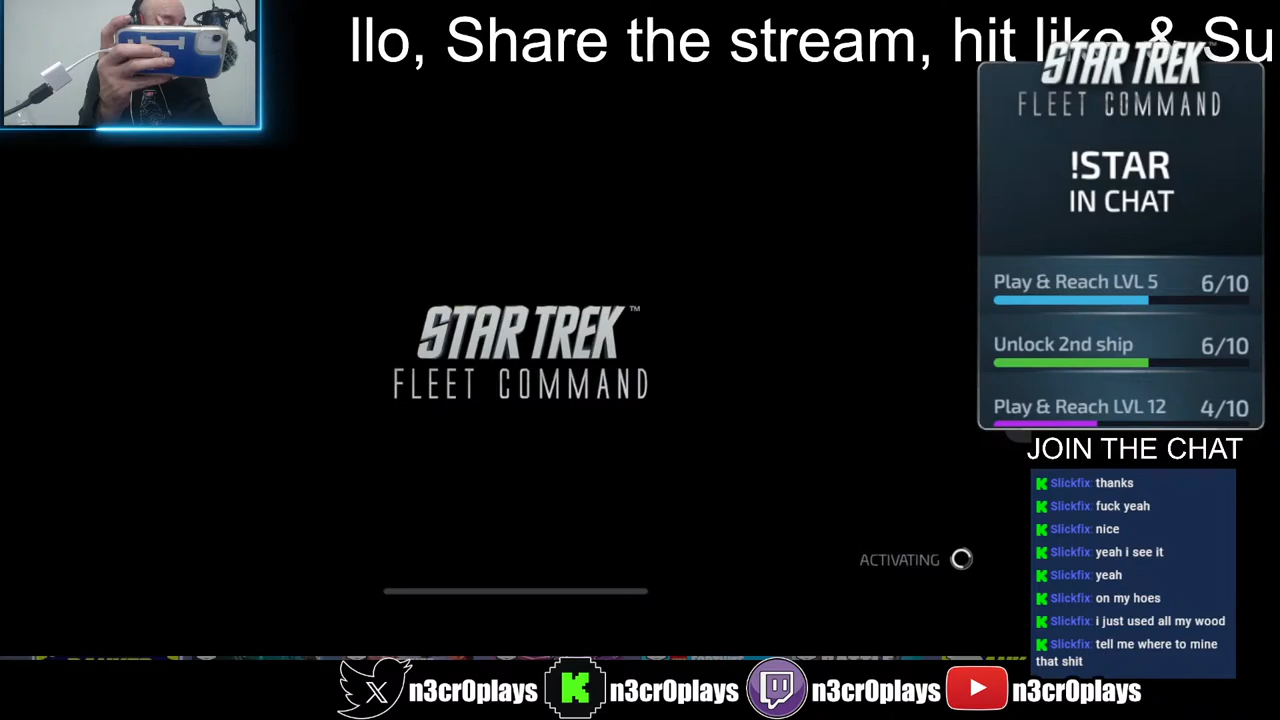 llo, Share the stream, hit like & Su
STAR TREK™
FLEET COMMAND
!STAR
IN CHAT
Play & Reach LVL 5 6/10
Unlock 2nd ship 6/10
Play & Reach LVL 12 4/10
STAR TREK™
FLEET COMMAND
ACTIVATING
JOIN THE CHAT
Slickfix: thanks
Slickfix: fuck yeah
Slickfix: nice
Slickfix: yeah i see it
Slickfix: yeah
Slickfix: on my hoes
Slickfix: i just used all my wood
Slickfix: tell me where to mine
that shit
n3cr0plays n3cr0plays n3cr0plays n3cr0plays